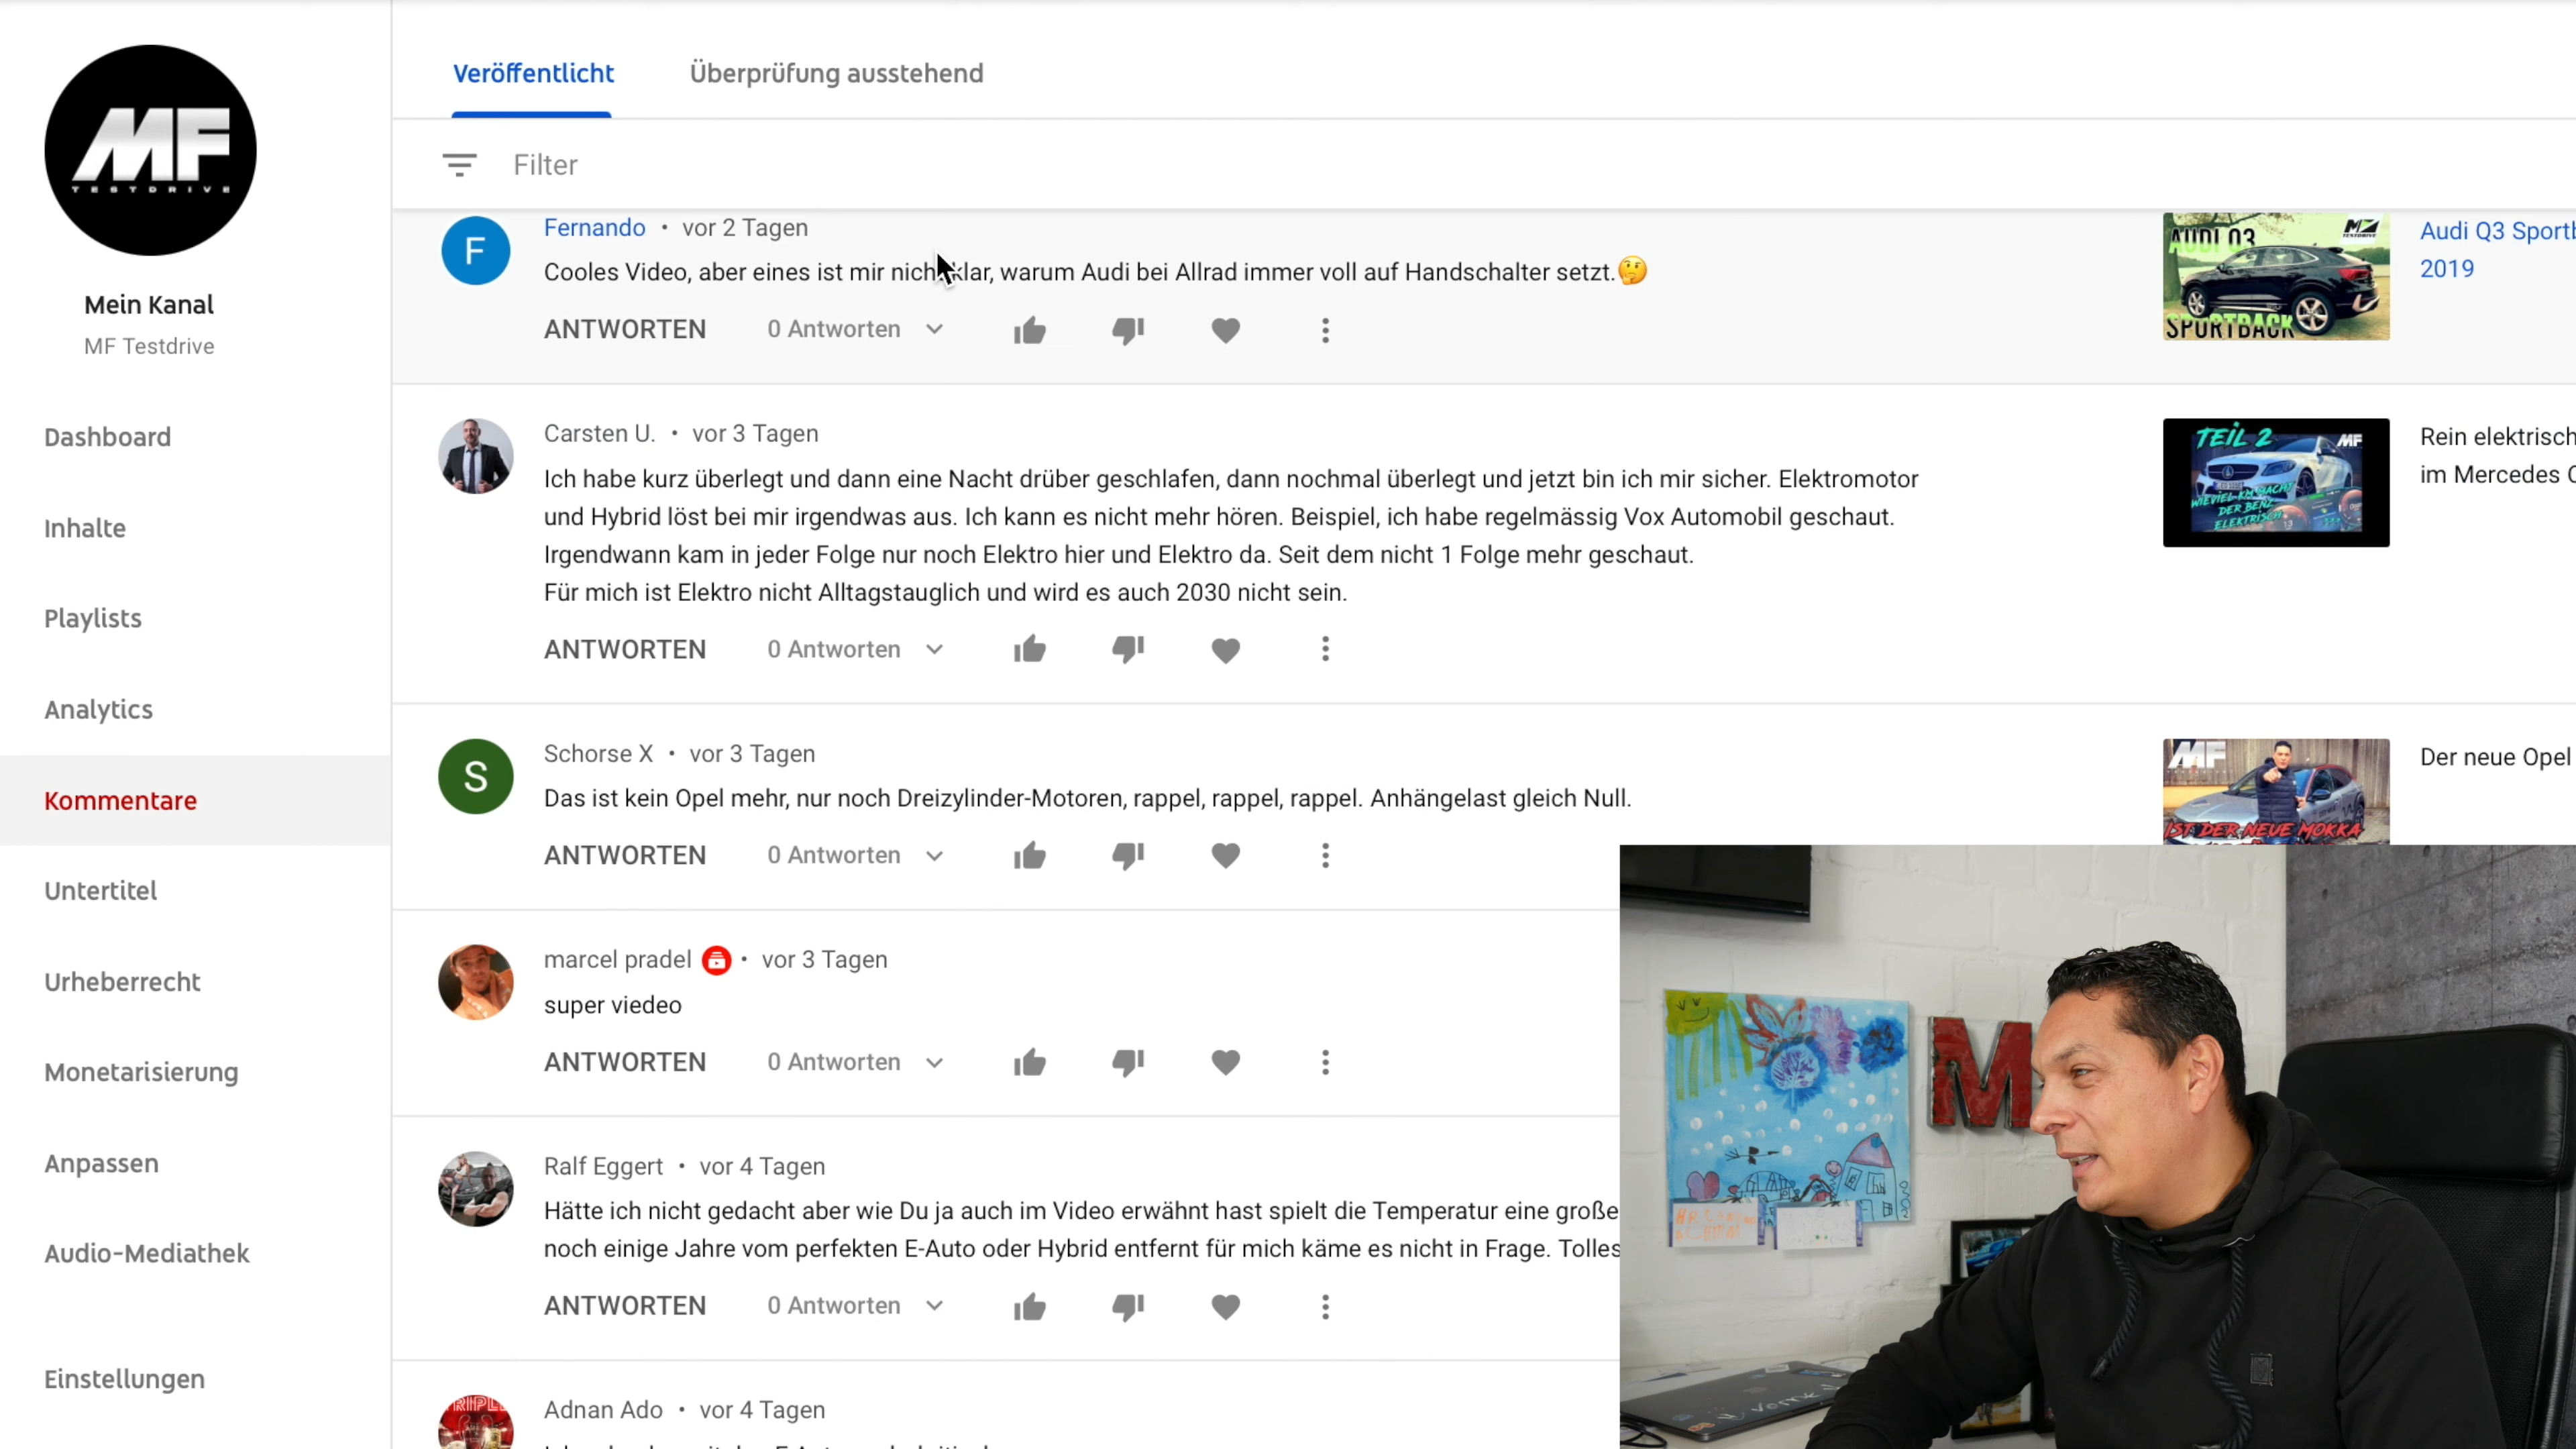 MF
TESTDRIVE
Mein Kanal
MF Testdrive
Dashboard
Inhalte
Playlists
Analytics
Kommentare
Untertitel
Urheberrecht
Monetarisierung
Anpassen
Audio-Mediathek
Einstellungen
Veröffentlicht
Überprüfung ausstehend
Filter
F
Fernando • vor 2 Tagen
Cooles Video, aber eines ist mir nicht klar, warum Audi bei Allrad immer voll auf Handschalter setzt.🤔
ANTWORTEN 0 Antworten
AUDI Q3
SPORTBACK
Audi Q3 Sportb
2019
Carsten U. • vor 3 Tagen
Ich habe kurz überlegt und dann eine Nacht drüber geschlafen, dann nochmal überlegt und jetzt bin ich mir sicher. Elektromotor
und Hybrid löst bei mir irgendwas aus. Ich kann es nicht mehr hören. Beispiel, ich habe regelmässig Vox Automobil geschaut.
Irgendwann kam in jeder Folge nur noch Elektro hier und Elektro da. Seit dem nicht 1 Folge mehr geschaut.
Für mich ist Elektro nicht Alltagstauglich und wird es auch 2030 nicht sein.
ANTWORTEN 0 Antworten
TEIL 2
MF
WIEVIEL KM MACHT
DER BENZ
ELEKTRISCH
Rein elektrisch
im Mercedes C
S
Schorse X • vor 3 Tagen
Das ist kein Opel mehr, nur noch Dreizylinder-Motoren, rappel, rappel, rappel. Anhängelast gleich Null.
ANTWORTEN 0 Antworten
MF
IST DER NEUE MOKKA
Der neue Opel
marcel pradel • vor 3 Tagen
super viedeo
ANTWORTEN 0 Antworten
Ralf Eggert • vor 4 Tagen
Hätte ich nicht gedacht aber wie Du ja auch im Video erwähnt hast spielt die Temperatur eine große
noch einige Jahre vom perfekten E-Auto oder Hybrid entfernt für mich käme es nicht in Frage. Tolles
ANTWORTEN 0 Antworten
Adnan Ado • vor 4 Tagen
M